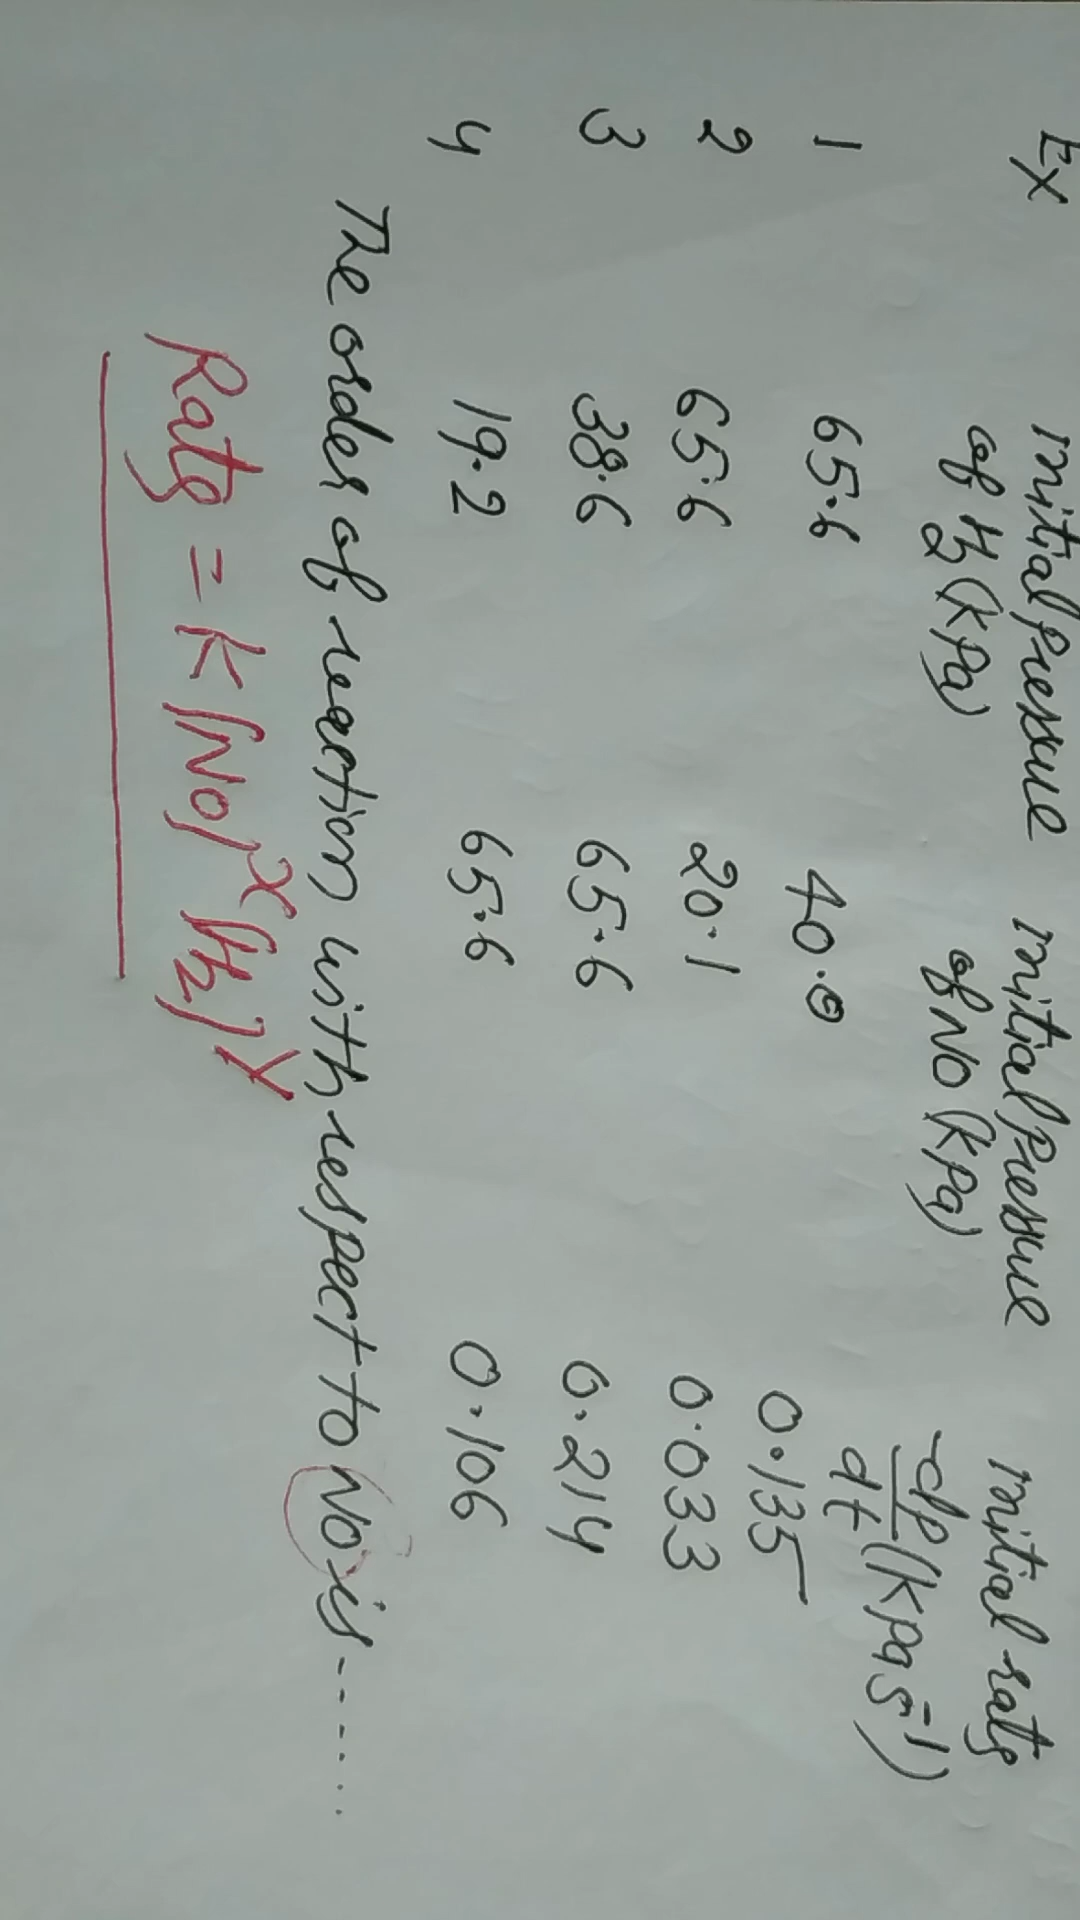 Ex initial Pressure initial Pressure initial rate
of H2 (kPa) of NO (kPa) -dp/dt (kPa s-1)
1 65.6 40.0 0.135
2 65.6 20.1 0.033
3 38.6 65.6 0.214
4 19.2 65.6 0.106
The order of reaction with respect to NO is------
Rate = K [NO]x [H2]y